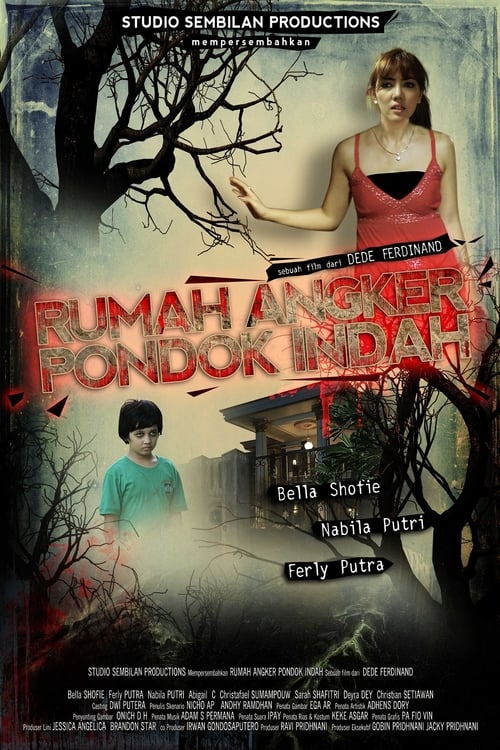 STUDIO SEMBILAN PRODUCTIONS
mempersembahkan
sebuah film dari DEDE FERDINAND
RUMAH ANGKER
PONDOK INDAH
Bella Shofie
Nabila Putri
Ferly Putra
STUDIO SEMBILAN PRODUCTIONS Mempersembahkan RUMAH ANGKER PONDOK INDAH Sebuah film dari DEDE FERDINAND
Bella SHOFIE Ferly PUTRA Nabila PUTRI Abigail C Christafael SUMAMPOUW Sarah SHAFITRI Deyra DEY Christian SETIAWAN
Casting DWI PUTERA Penulis Skenario NICHO AP ANDHY RAMDHAN Penata Gambar EGA AR Penata Artistik ADHENS DORY
Penyunting Gambar ONICH D H Penata Musik ADAM S PERMANA Penata Suara IPAY Penata Rias & Kostum KEKE ASGAR Penata Grafis PA FIO VIN
Produser Lini JESSICA ANGELICA BRANDON STAR co Produser IRWAN GONDOSAPUTERO Produser RAVI PRIDHNANI Produser Eksekutif GOBIN PRIDHNANI JACKY PRIDHNANI